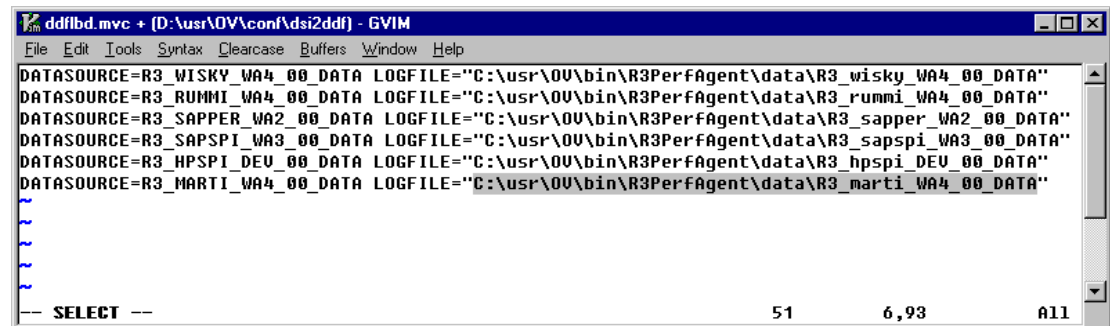 ddflbd.mvc + (D:\usr\OV\conf\dsi2ddf) - GVIM
File Edit Tools Syntax Clearcase Buffers Window Help
DATASOURCE=R3_WISKY_WA4_00_DATA LOGFILE="C:\usr\OV\bin\R3PerfAgent\data\R3_wisky_WA4_00_DATA"
DATASOURCE=R3_RUMMI_WA4_00_DATA LOGFILE="C:\usr\OV\bin\R3PerfAgent\data\R3_rummi_WA4_00_DATA"
DATASOURCE=R3_SAPPER_WA2_00_DATA LOGFILE="C:\usr\OV\bin\R3PerfAgent\data\R3_sapper_WA2_00_DATA"
DATASOURCE=R3_SAPSPI_WA3_00_DATA LOGFILE="C:\usr\OV\bin\R3PerfAgent\data\R3_sapspi_WA3_00_DATA"
DATASOURCE=R3_HPSPI_DEV_00_DATA LOGFILE="C:\usr\OV\bin\R3PerfAgent\data\R3_hpspi_DEV_00_DATA"
DATASOURCE=R3_MARTI_WA4_00_DATA LOGFILE="C:\usr\OV\bin\R3PerfAgent\data\R3_marti_WA4_00_DATA"
~
~
~
~
~
-- SELECT -- 51 6,93 All